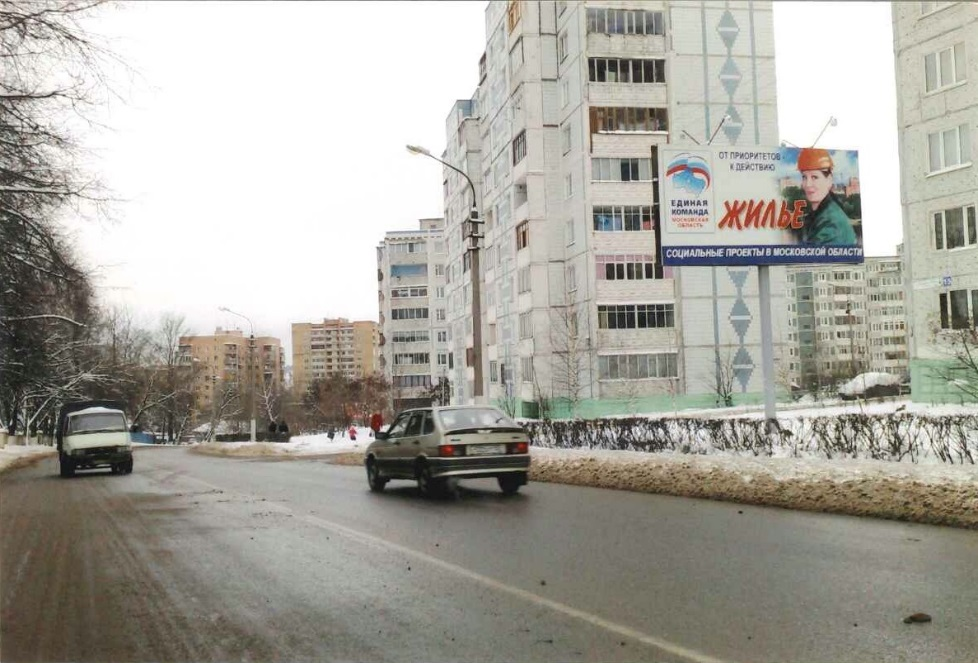 ОТ ПРИОРИТЕТОВ
К ДЕЙСТВИЮ
ЕДИНАЯ
КОМАНДА
МОСКОВСКАЯ
ОБЛАСТЬ
ЖИЛЬЕ
СОЦИАЛЬНЫЕ ПРОЕКТЫ В МОСКОВСКОЙ ОБЛАСТИ